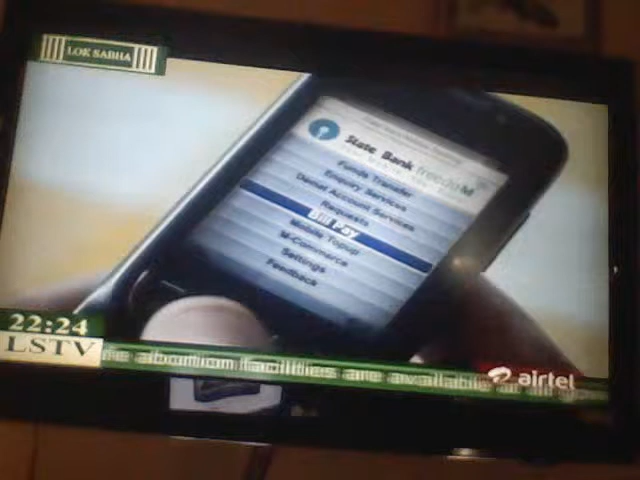 LOK SABHA
State Bank freedoM
Funds Transfer
Enquiry Services
Demat Account Services
Requests
Bill Pay
Mobile Topup
M-Commerce
Settings
Feedback
22:24
LSTV
abortion facilities are available
airtel